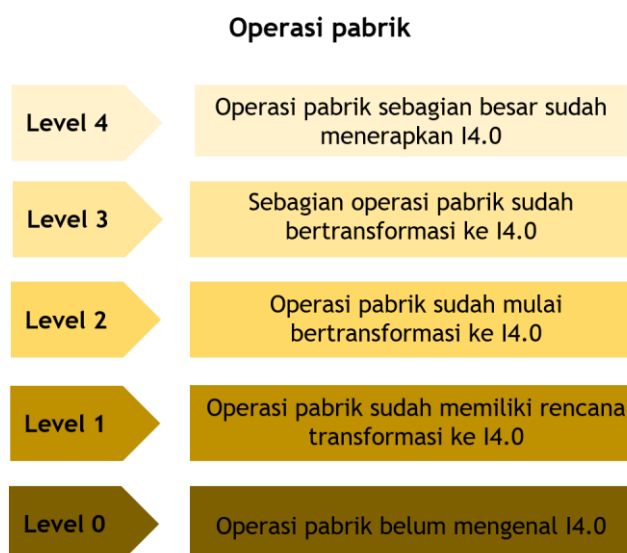 Operasi pabrik
Level 4
Operasi pabrik sebagian besar sudah
menerapkan I4.0
Level 3
Sebagian operasi pabrik sudah
bertransformasi ke I4.0
Level 2
Operasi pabrik sudah mulai
bertransformasi ke I4.0
Level 1
Operasi pabrik sudah memiliki rencana
transformasi ke I4.0
Level 0
Operasi pabrik belum mengenal I4.0